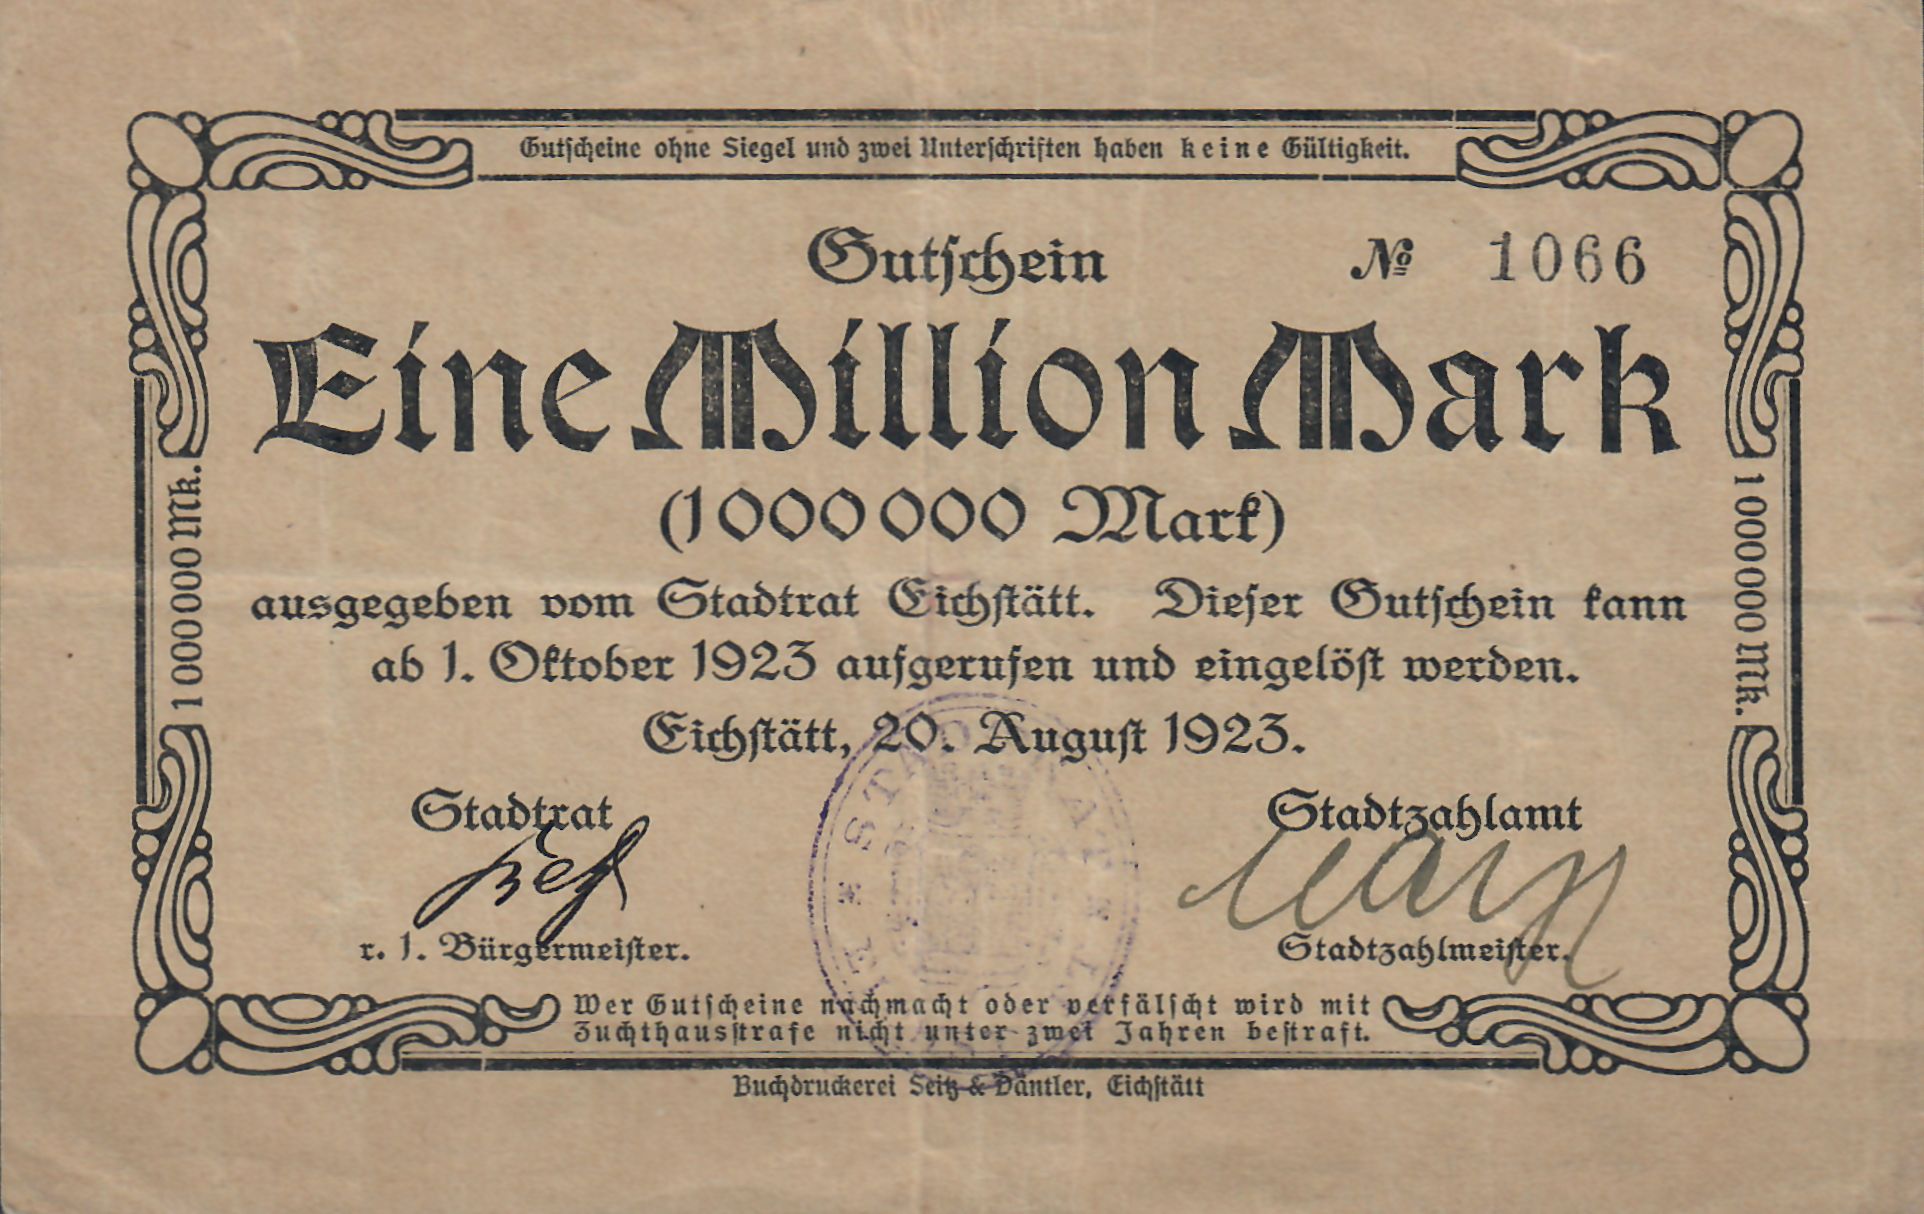 Gutscheine ohne Siegel und zwei Unterschriften haben keine Gültigkeit.
Gutschein № 1066
Eine Million Mark
(1000000 Mark)
ausgegeben vom Stadtrat Eichstätt. Dieser Gutschein kann
ab 1. Oktober 1923 aufgerufen und eingelöst werden.
Eichstätt, 20. August 1923.
Stadtrat
Stadtzahlamt
r. 1. Bürgermeister.
Stadtzahlmeister.
1000000 Mk.
1000000 Mk.
Wer Gutscheine nachmacht oder verfälscht wird mit
Zuchthausstrafe nicht unter zwei Jahren bestraft.
Buchdruckerei Seitz & Däntler, Eichstätt